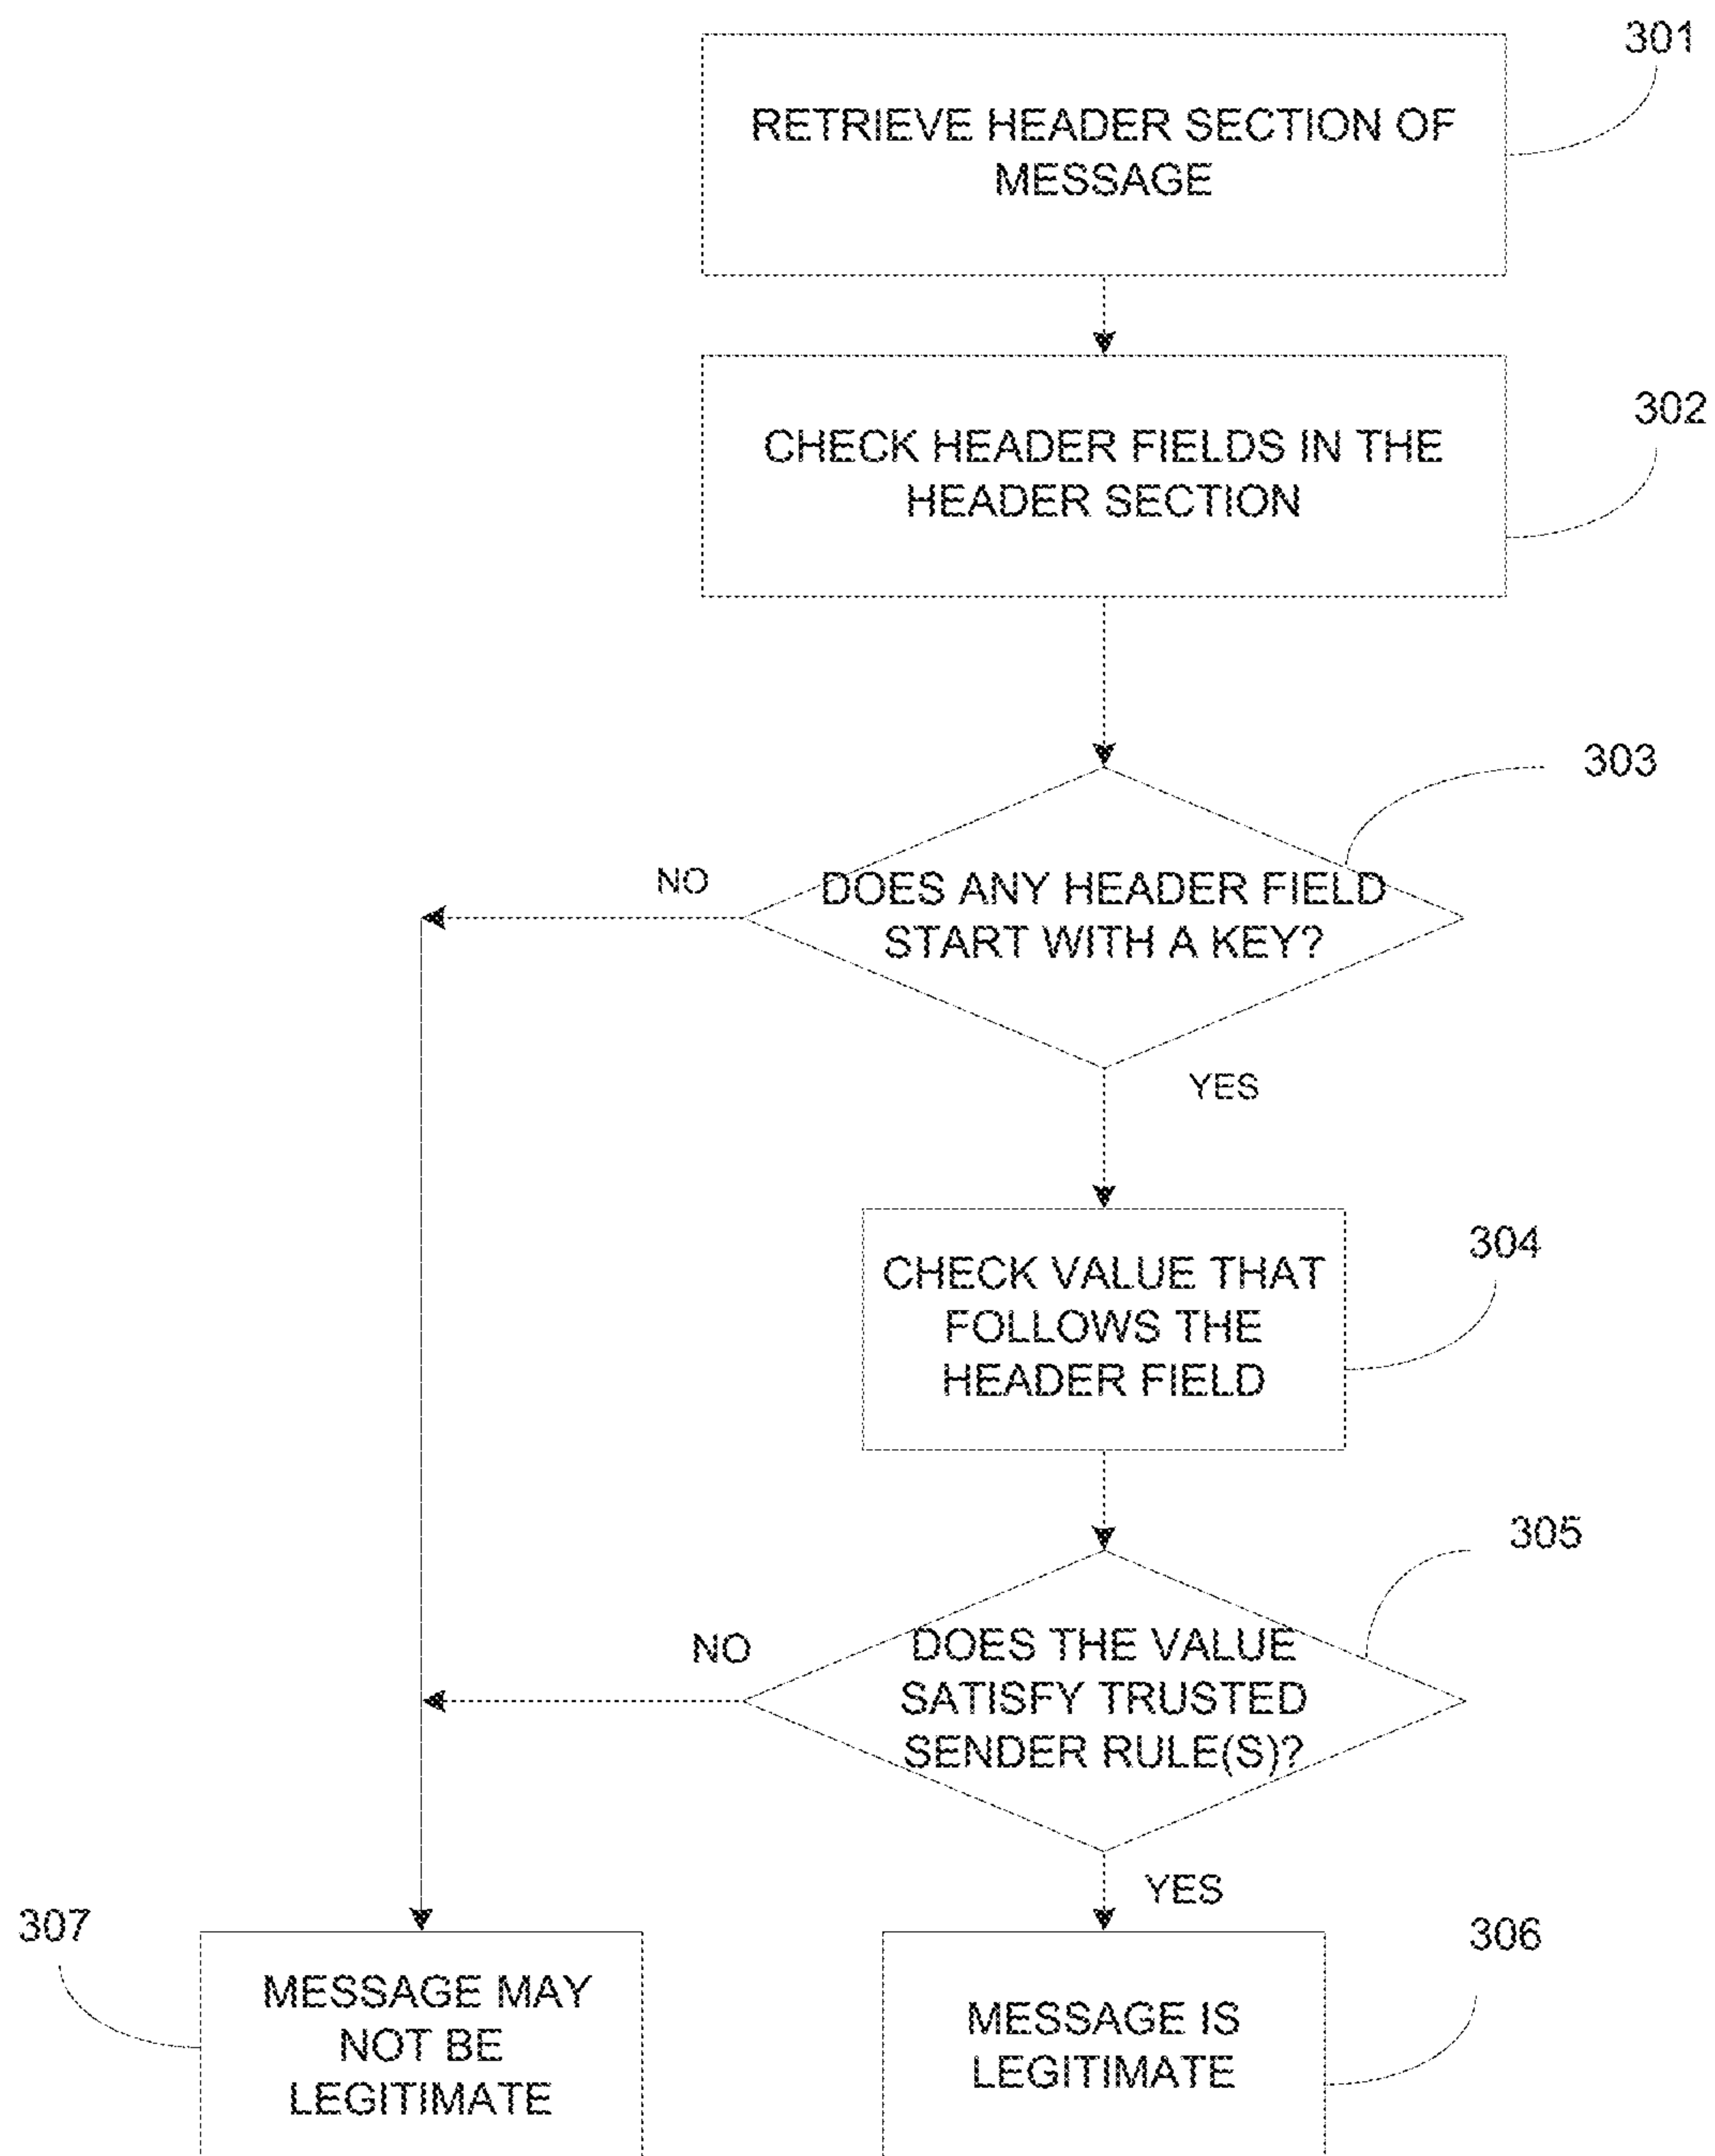 301
RETRIEVE HEADER SECTION OF
MESSAGE
302
CHECK HEADER FIELDS IN THE
HEADER SECTION
303
NO
DOES ANY HEADER FIELD
START WITH A KEY?
YES
304
CHECK VALUE THAT
FOLLOWS THE
HEADER FIELD
305
NO
DOES THE VALUE
SATISFY TRUSTED
SENDER RULE(S)?
YES
307
MESSAGE MAY
NOT BE
LEGITIMATE
306
MESSAGE IS
LEGITIMATE